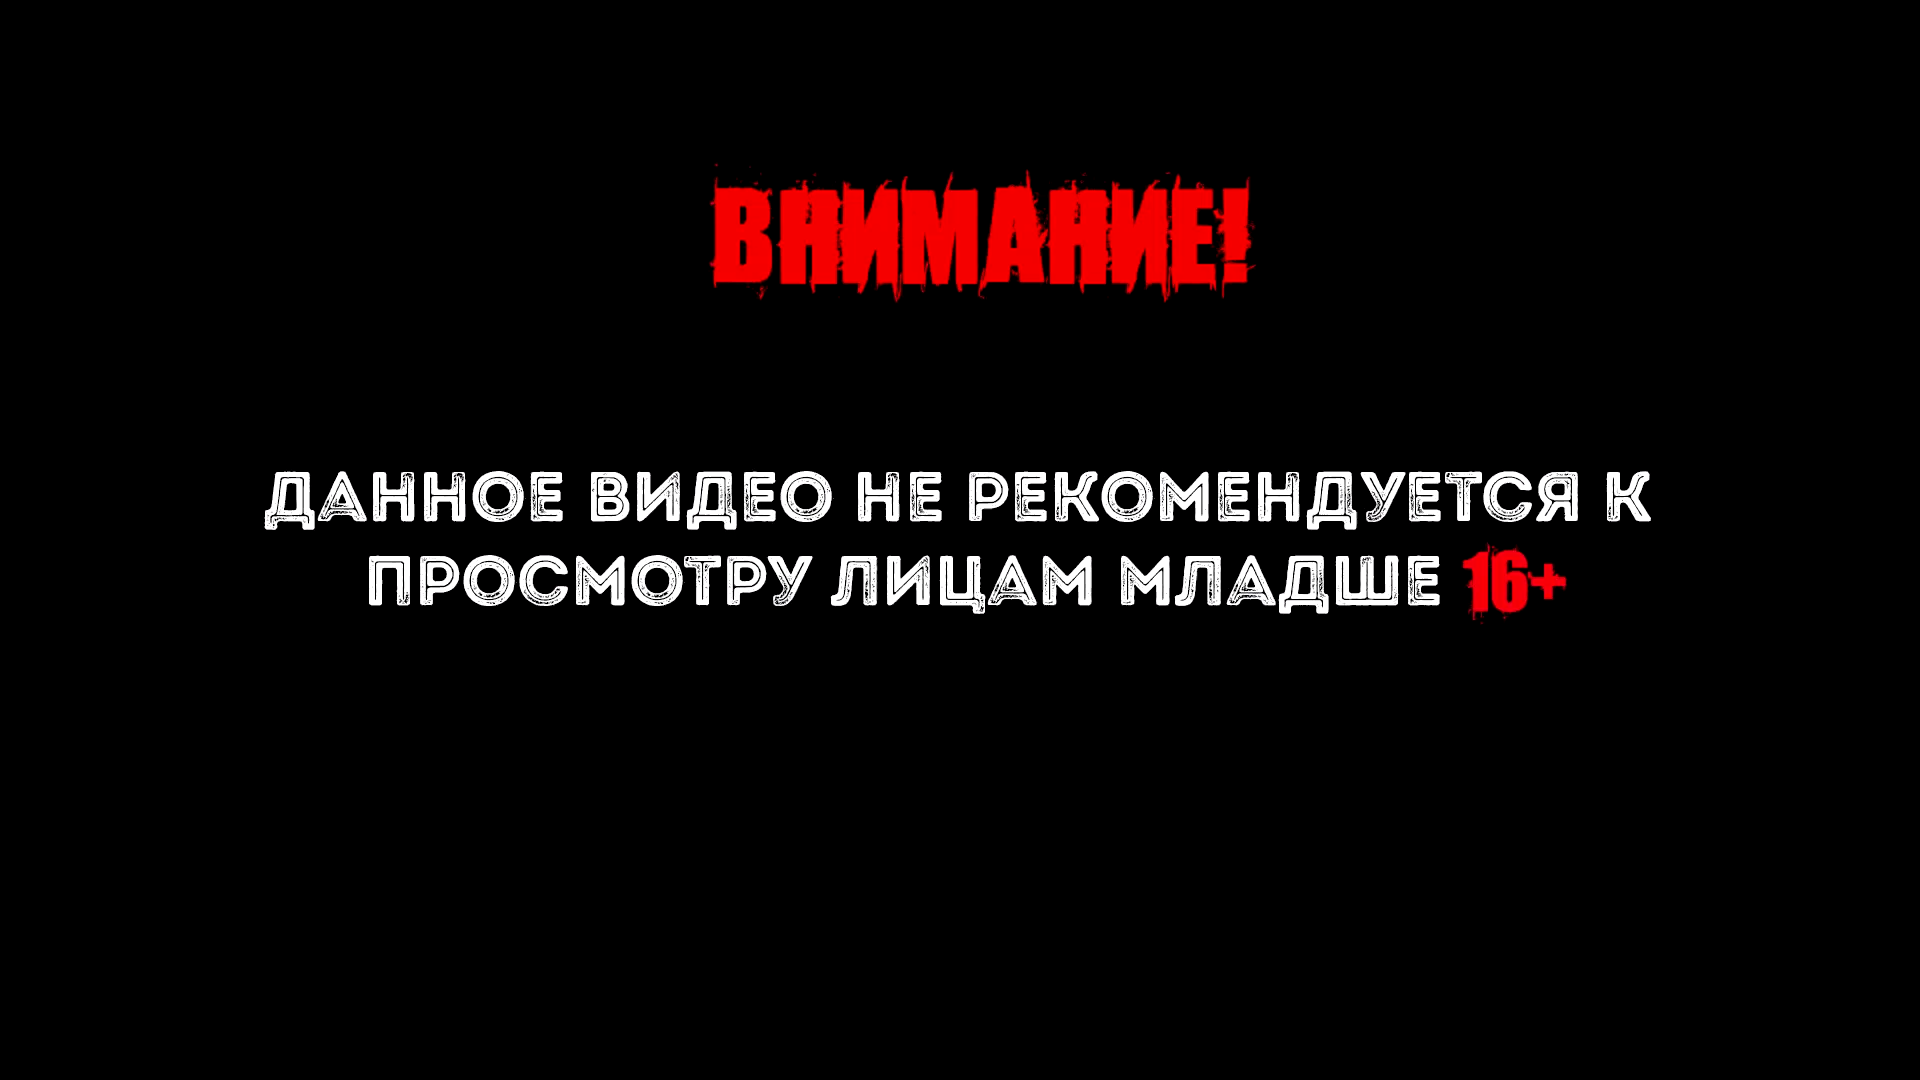 ВНИМАНИЕ!
ДАННОЕ ВИДЕО НЕ РЕКОМЕНДУЕТСЯ К
ПРОСМОТРУ ЛИЦАМ МЛАДШЕ 16+